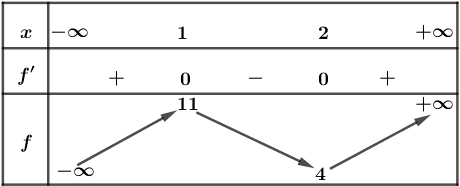 x −∞ 1 2 +∞
f′ + 0 − 0 +
11 +∞
f
−∞ 4